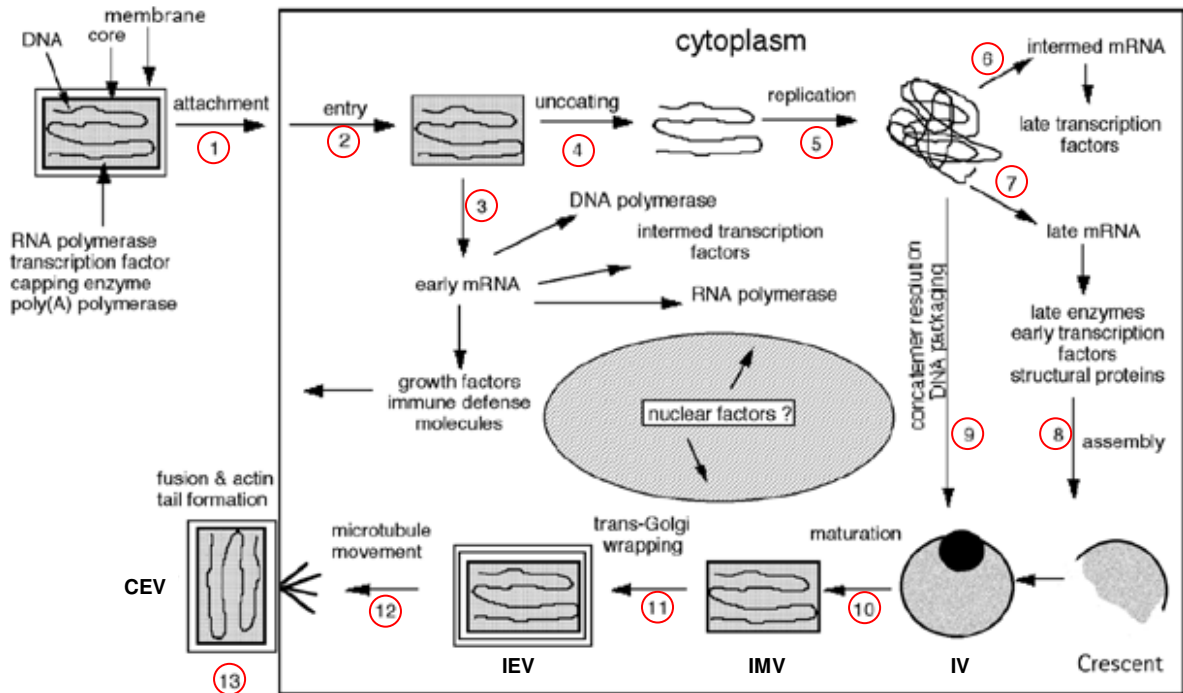 membrane
DNA
core
attachment
1
RNA polymerase
transcription factor
capping enzyme
poly(A) polymerase
cytoplasm
entry
2
uncoating
4
replication
5
6
intermed mRNA
late transcription
factors
7
late mRNA
late enzymes
early transcription
factors
structural proteins
8
assembly
3
DNA polymerase
intermed transcription
factors
early mRNA
RNA polymerase
growth factors
immune defense
molecules
nuclear factors ?
concatemer resolution
DNA packaging
9
fusion & actin
tail formation
CEV
13
microtubule
movement
12
trans-Golgi
wrapping
11
maturation
10
IEV
IMV
IV
Crescent